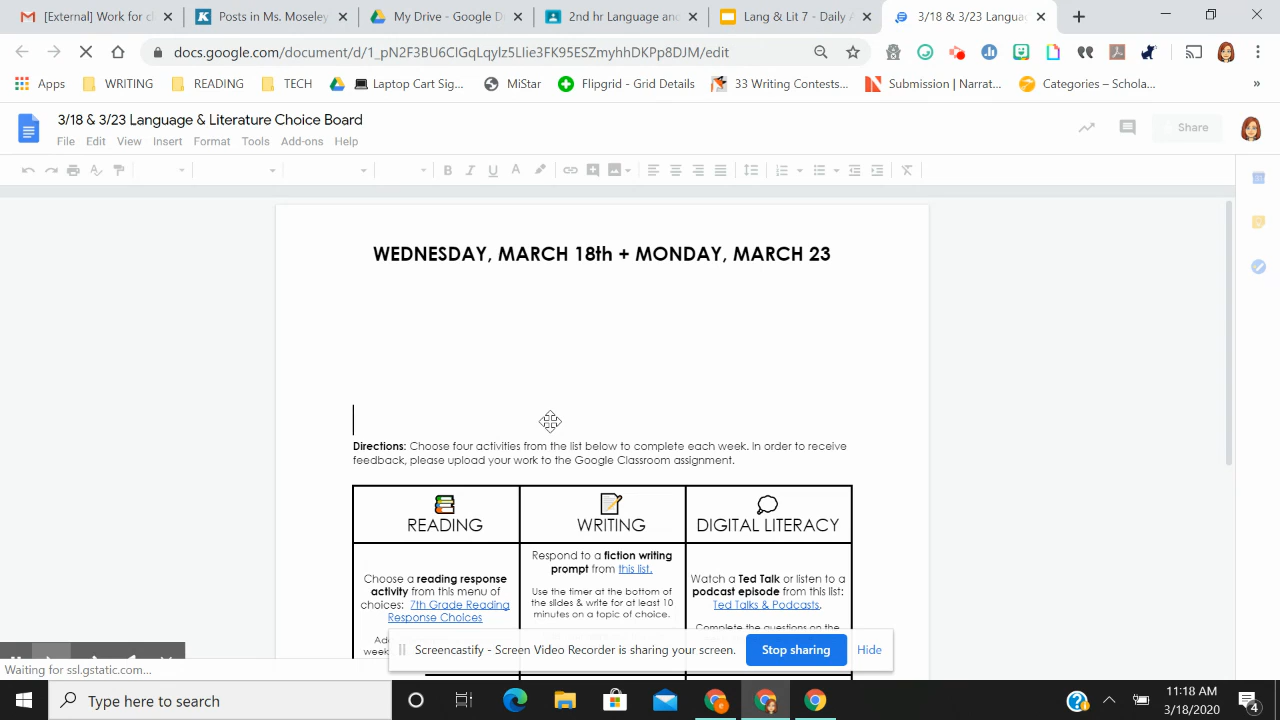 [External] Work for cl
Posts in Ms. Moseley
My Drive - Google D
2nd hr Language and
Lang & Lit 7 - Daily A
3/18 & 3/23 Langua
docs.google.com/document/d/1_pN2F3BU6CIGqLqylz5LIie3FK95ESZmyhhDKPp8DJM/edit
Apps
WRITING
READING
TECH
Laptop Cart Sig...
MiStar
Flipgrid - Grid Details
33 Writing Contests...
Submission | Narrat...
Categories – Schola...
»
3/18 & 3/23 Language & Literature Choice Board
File Edit View Insert Format Tools Add-ons Help
Share
WEDNESDAY, MARCH 18th + MONDAY, MARCH 23
Directions: Choose four activities from the list below to complete each week. In order to receive
feedback, please upload your work to the Google Classroom assignment.
READING
WRITING
DIGITAL LITERACY
Choose a reading response
activity from this menu of
choices: 7th Grade Reading
Response Choices
Respond to a fiction writing
prompt from this list.
Use the timer at the bottom of
the slides & write for at least 10
minutes on a topic of choice.
Watch a Ted Talk or listen to a
podcast episode from this list:
Ted Talks & Podcasts.
Complete the questions on the
Screencastify - Screen Video Recorder is sharing your screen.
Stop sharing
Hide
Waiting for ssl.gstatic.com...
Type here to search
11:18 AM
3/18/2020
4